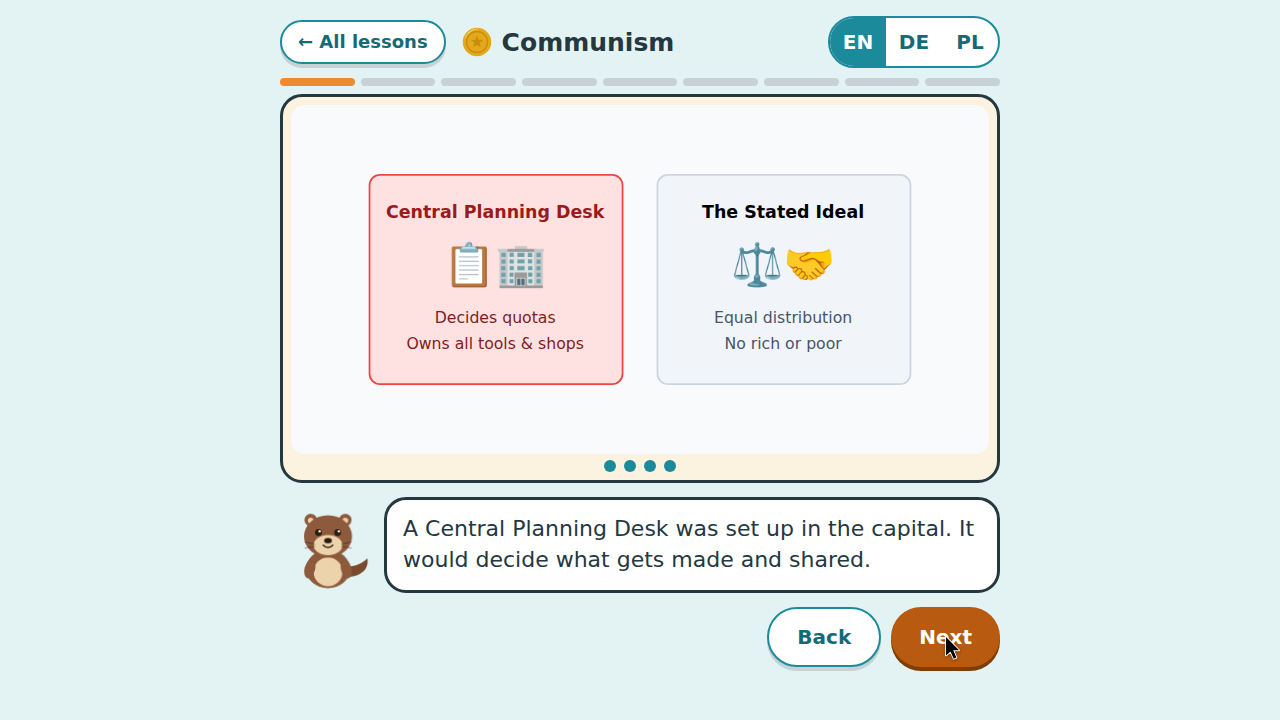 ← All lessons
Communism
EN DE PL
Central Planning Desk
Decides quotas
Owns all tools & shops
The Stated Ideal
Equal distribution
No rich or poor
A Central Planning Desk was set up in the capital. It
would decide what gets made and shared.
Back
Next